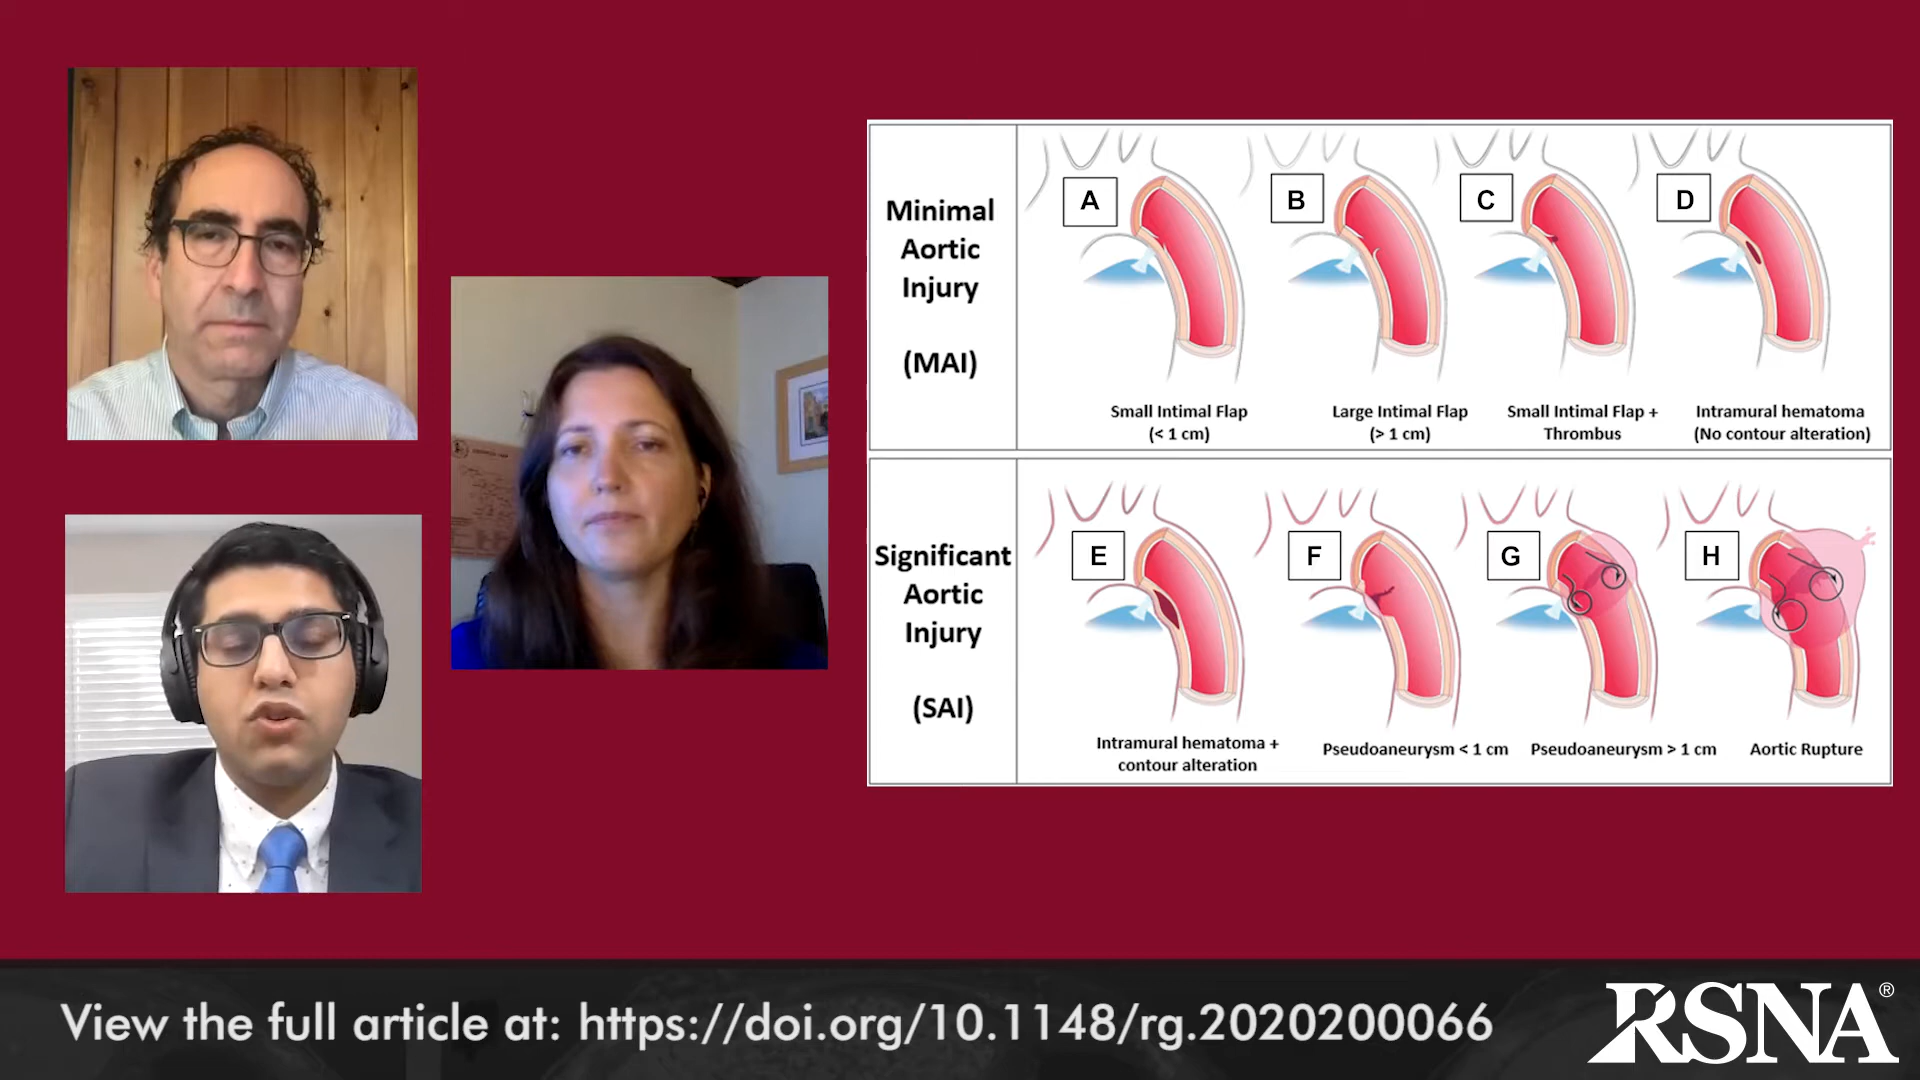 Minimal
Aortic
Injury
(MAI)
A
B
C
D
Small Intimal Flap
(< 1 cm)
Large Intimal Flap
(> 1 cm)
Small Intimal Flap +
Thrombus
Intramural hematoma
(No contour alteration)
Significant
Aortic
Injury
(SAI)
E
F
G
H
Intramural hematoma +
contour alteration
Pseudoaneurysm < 1 cm
Pseudoaneurysm > 1 cm
Aortic Rupture
View the full article at: https://doi.org/10.1148/rg.2020200066
RSNA®